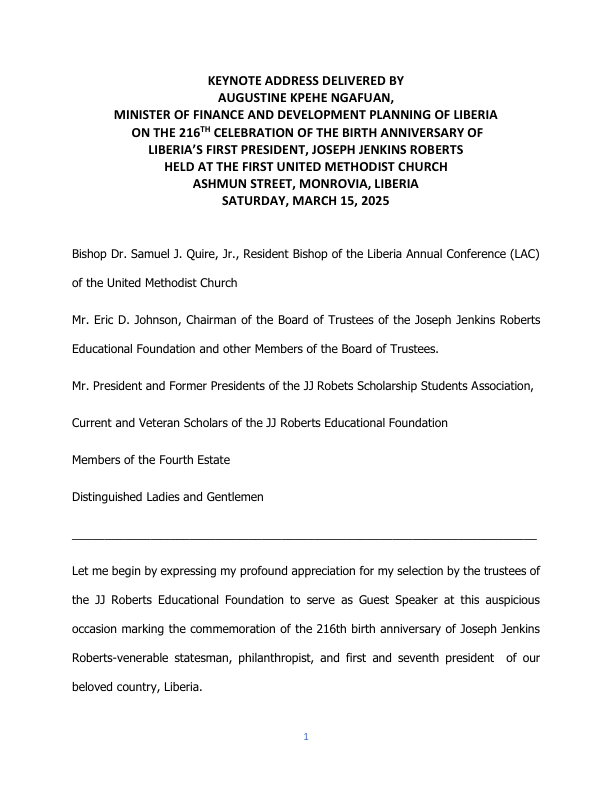 KEYNOTE ADDRESS DELIVERED BY
AUGUSTINE KPEHE NGAFUAN,
MINISTER OF FINANCE AND DEVELOPMENT PLANNING OF LIBERIA
ON THE 216TH CELEBRATION OF THE BIRTH ANNIVERSARY OF
LIBERIA'S FIRST PRESIDENT, JOSEPH JENKINS ROBERTS
HELD AT THE FIRST UNITED METHODIST CHURCH
ASHMUN STREET, MONROVIA, LIBERIA
SATURDAY, MARCH 15, 2025
Bishop Dr. Samuel J. Quire, Jr., Resident Bishop of the Liberia Annual Conference (LAC)
of the United Methodist Church
Mr. Eric D. Johnson, Chairman of the Board of Trustees of the Joseph Jenkins Roberts
Educational Foundation and other Members of the Board of Trustees.
Mr. President and Former Presidents of the JJ Robets Scholarship Students Association,
Current and Veteran Scholars of the JJ Roberts Educational Foundation
Members of the Fourth Estate
Distinguished Ladies and Gentlemen
Let me begin by expressing my profound appreciation for my selection by the trustees of
the JJ Roberts Educational Foundation to serve as Guest Speaker at this auspicious
occasion marking the commemoration of the 216th birth anniversary of Joseph Jenkins
Roberts-venerable statesman, philanthropist, and first and seventh president of our
beloved country, Liberia.
1